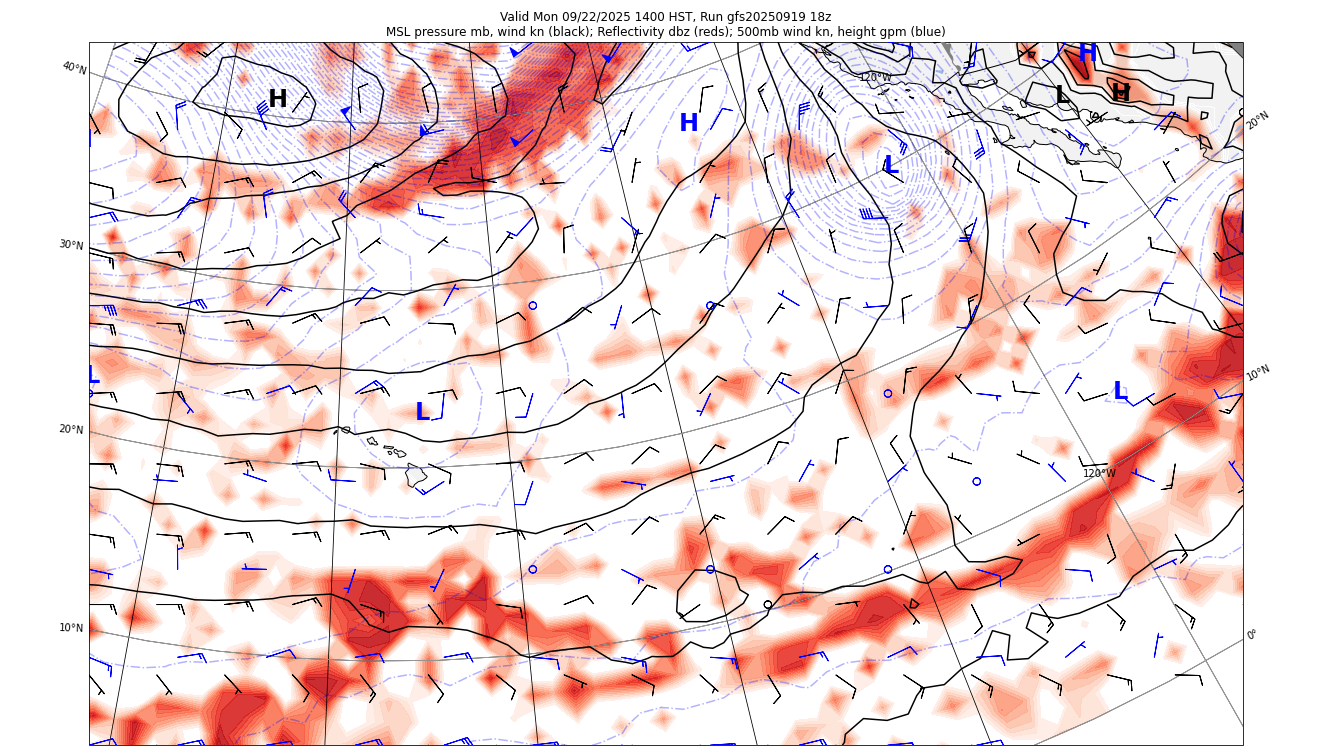 Valid Mon 09/22/2025 1400 HST, Run gfs20250919 18z
MSL pressure mb, wind kn (black); Reflectivity dbz (reds); 500mb wind kn, height gpm (blue)
H
40°N
120°W
L
H
H
H
20°N
L
30°N
L
10°N
L
L
20°N
120°W
10°N
0°